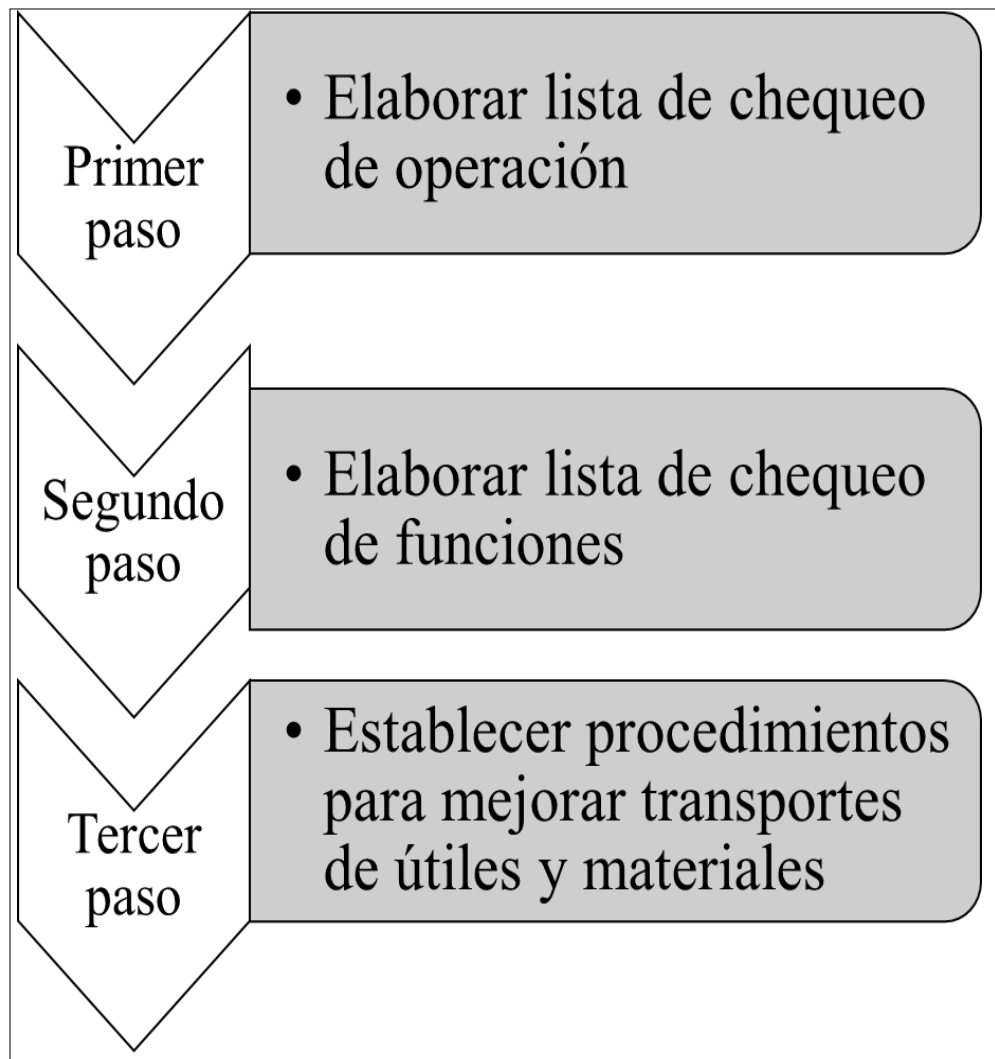 Primer
paso
• Elaborar lista de chequeo
de operación
Segundo
paso
• Elaborar lista de chequeo
de funciones
Tercer
paso
• Establecer procedimientos
para mejorar transportes
de útiles y materiales